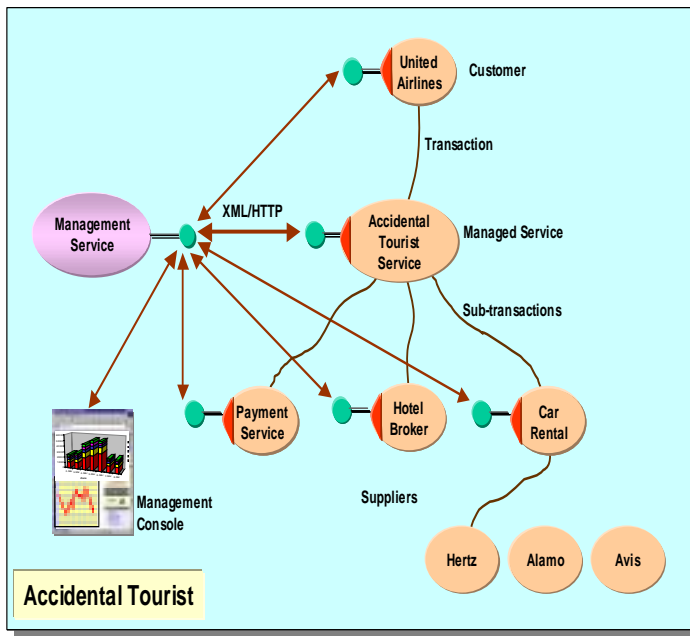 United
Airlines
Customer
Transaction
XML/HTTP
Management
Service
Accidental
Tourist
Service
Managed Service
Sub-transactions
Payment
Service
Hotel
Broker
Car
Rental
Management
Console
Suppliers
Hertz
Alamo
Avis
Accidental Tourist